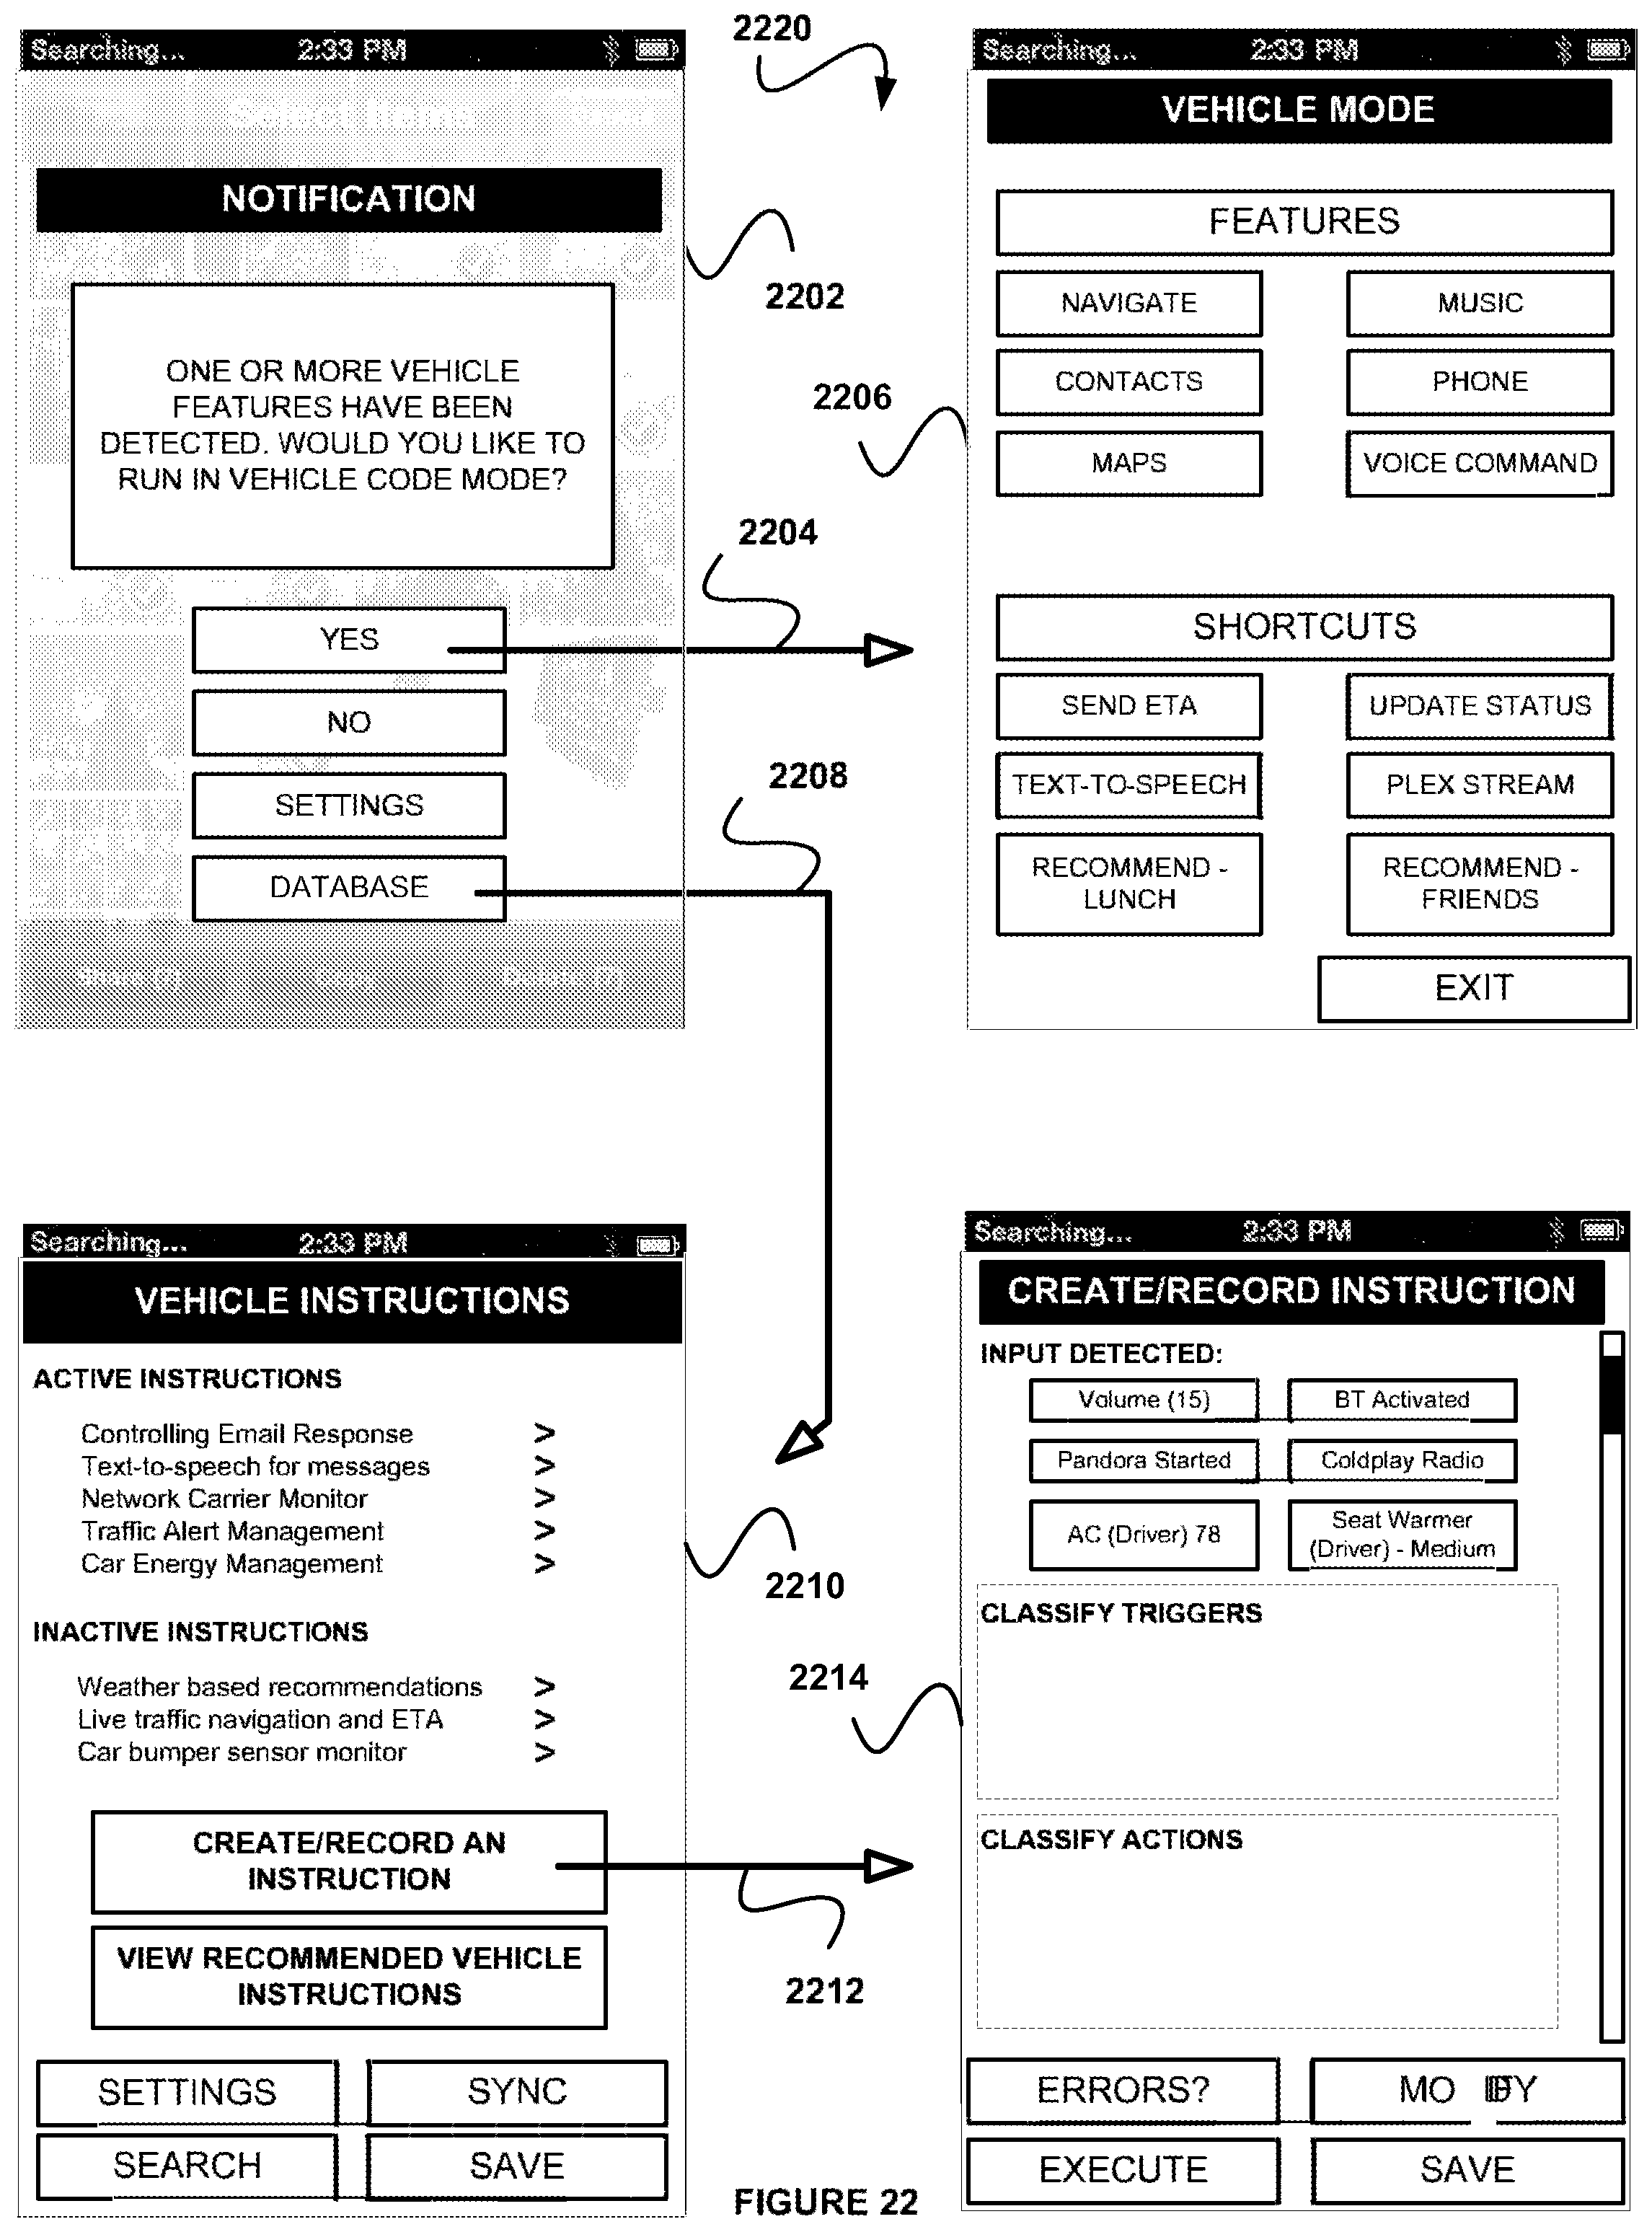 2220
Searching...
2:33 PM
Select Items
NOTIFICATION
2202
ONE OR MORE VEHICLE
FEATURES HAVE BEEN
DETECTED. WOULD YOU LIKE TO
RUN IN VEHICLE CODE MODE?
2204
YES
NO
2208
SETTINGS
DATABASE
Searching...
2:33 PM
VEHICLE MODE
FEATURES
NAVIGATE
MUSIC
2206
CONTACTS
PHONE
MAPS
VOICE COMMAND
SHORTCUTS
SEND ETA
UPDATE STATUS
TEXT-TO-SPEECH
PLEX STREAM
RECOMMEND -
LUNCH
RECOMMEND -
FRIENDS
EXIT
Searching...
2:33 PM
VEHICLE INSTRUCTIONS
ACTIVE INSTRUCTIONS
Controlling Email Response >
Text-to-speech for messages >
Network Carrier Monitor >
Traffic Alert Management >
Car Energy Management >
2210
INACTIVE INSTRUCTIONS
Weather based recommendations >
Live traffic navigation and ETA >
Car bumper sensor monitor >
CREATE/RECORD AN
INSTRUCTION
2212
VIEW RECOMMENDED VEHICLE
INSTRUCTIONS
SETTINGS
SYNC
SEARCH
SAVE
Searching...
2:33 PM
CREATE/RECORD INSTRUCTION
INPUT DETECTED:
Volume (15)
BT Activated
Pandora Started
Coldplay Radio
AC (Driver) 78
Seat Warmer
(Driver) - Medium
CLASSIFY TRIGGERS
2214
CLASSIFY ACTIONS
ERRORS?
MODIFY
EXECUTE
SAVE
FIGURE 22